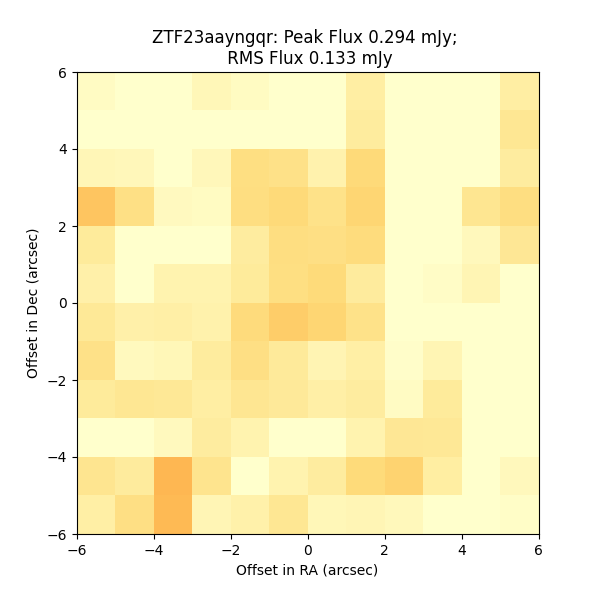 ZTF23aayngqr: Peak Flux 0.294 mJy;
RMS Flux 0.133 mJy
6
4
2
0
−2
−4
−6
Offset in Dec (arcsec)
−6 −4 −2 0 2 4 6
Offset in RA (arcsec)